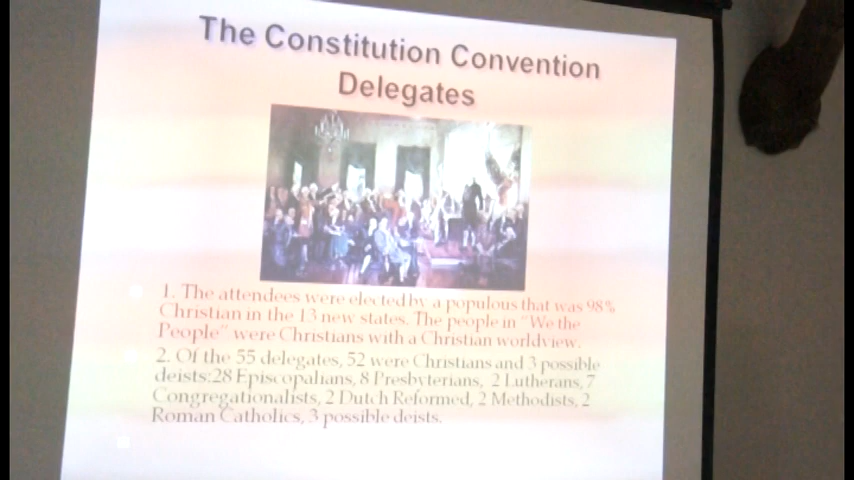 The Constitution Convention
Delegates
1. The attendees were elected by a populous that was 98%
Christian in the 13 new states. The people in "We the
People" were Christians with a Christian worldview.
2. Of the 55 delegates, 52 were Christians and 3 possible
deists:28 Episcopalians, 8 Presbyterians, 2 Lutherans, 7
Congregationalists, 2 Dutch Reformed, 2 Methodists, 2
Roman Catholics, 3 possible deists.